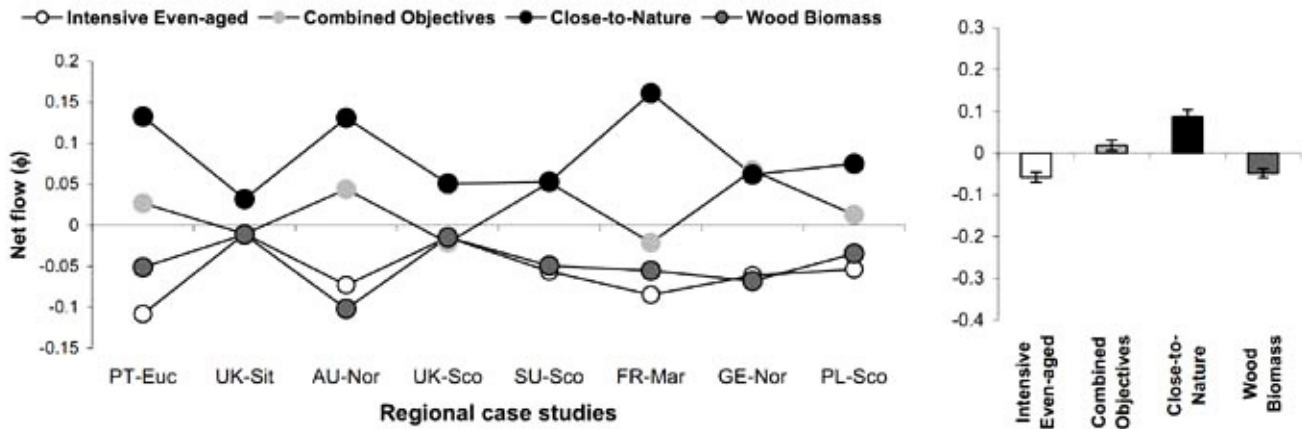 Intensive Even-aged Combined Objectives Close-to-Nature Wood Biomass
Net flow (ϕ)
0.2
0.15
0.1
0.05
0
-0.05
-0.1
-0.15
PT-Euc UK-Sit AU-Nor UK-Sco SU-Sco FR-Mar GE-Nor PL-Sco
Regional case studies
0.3
0.2
0.1
0
-0.1
-0.2
-0.3
-0.4
Intensive
Even-aged
Combined
Objectives
Close-to-
Nature
Wood
Biomass